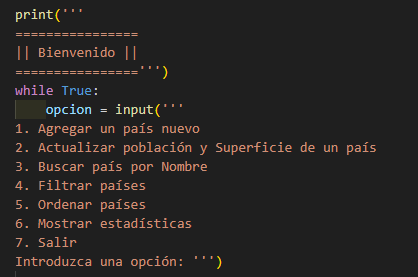 print('''
================
|| Bienvenido ||
================''')
while True:
    opcion = input('''
1. Agregar un país nuevo
2. Actualizar población y Superficie de un país
3. Buscar país por Nombre
4. Filtrar países
5. Ordenar países
6. Mostrar estadísticas
7. Salir
Introduzca una opción: ''')